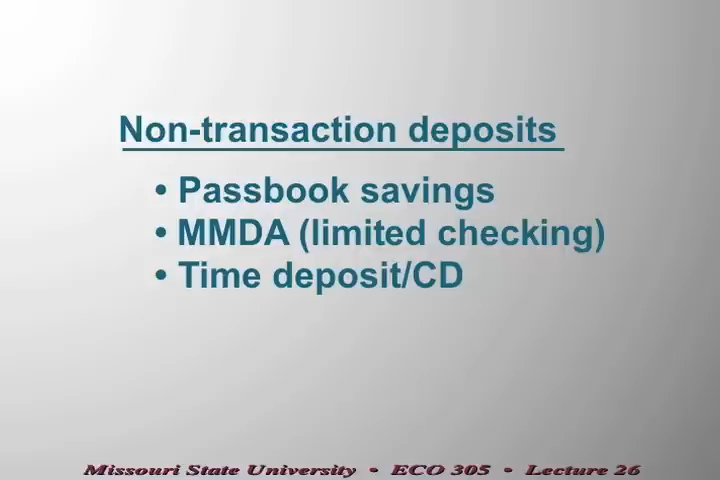 Non-transaction deposits
• Passbook savings
• MMDA (limited checking)
• Time deposit/CD
Missouri State University • ECO 305 • Lecture 26